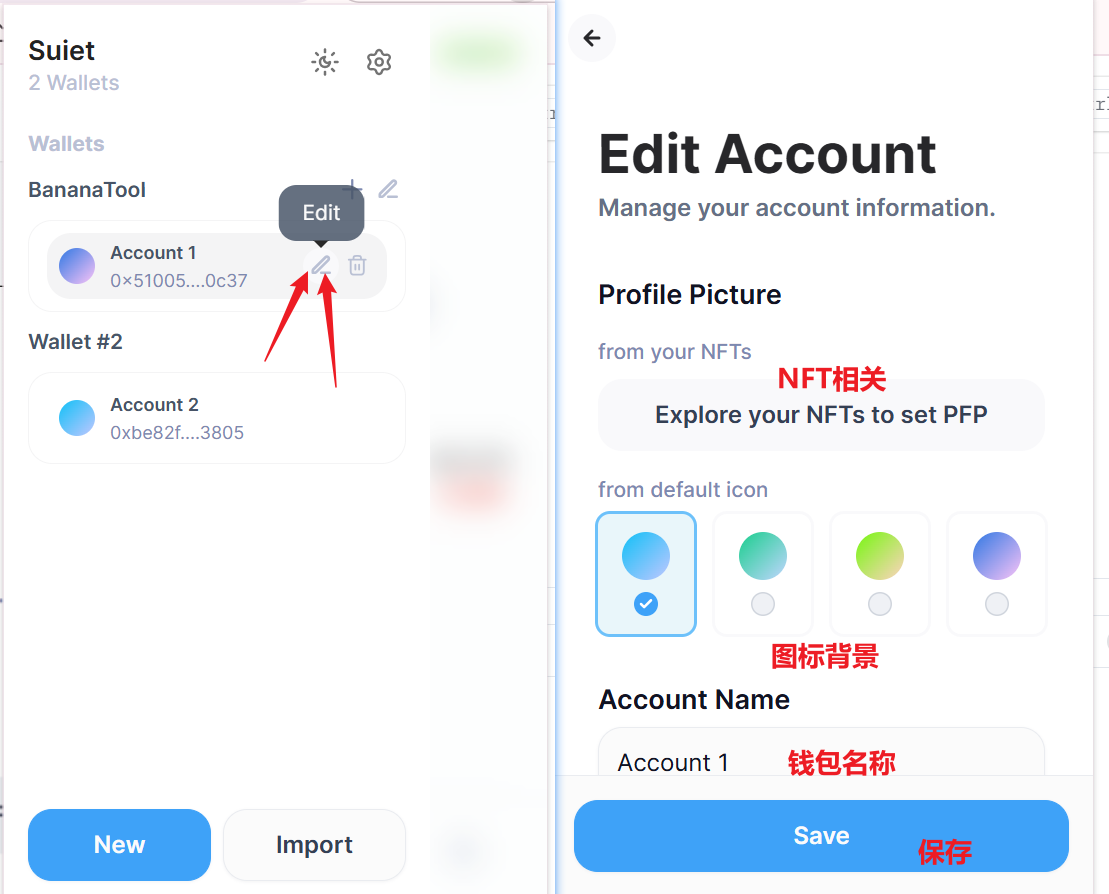 Suiet
2 Wallets
Wallets
BananaTool
Edit
Account 1
0×51005....0c37
Wallet #2
Account 2
0xbe82f....3805
New
Import
Edit Account
Manage your account information.
Profile Picture
from your NFTs
NFT相关
Explore your NFTs to set PFP
from default icon
图标背景
Account Name
Account 1
钱包名称
Save
保存